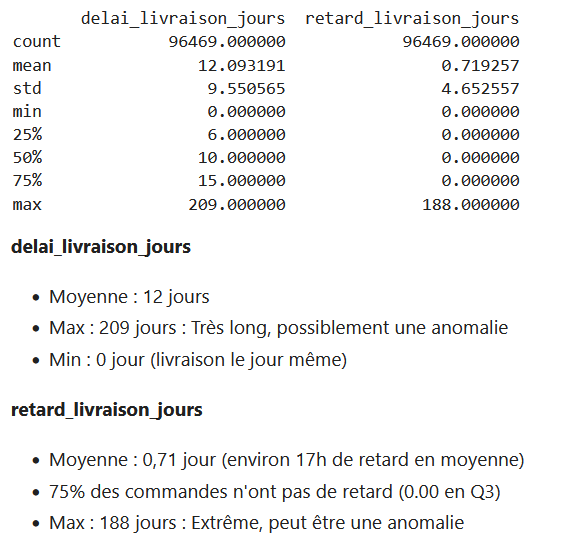 delai_livraison_jours retard_livraison_jours
count 96469.000000 96469.000000
mean 12.093191 0.719257
std 9.550565 4.652557
min 0.000000 0.000000
25% 6.000000 0.000000
50% 10.000000 0.000000
75% 15.000000 0.000000
max 209.000000 188.000000
delai_livraison_jours
• Moyenne : 12 jours
• Max : 209 jours : Très long, possiblement une anomalie
• Min : 0 jour (livraison le jour même)
retard_livraison_jours
• Moyenne : 0,71 jour (environ 17h de retard en moyenne)
• 75% des commandes n'ont pas de retard (0.00 en Q3)
• Max : 188 jours : Extrême, peut être une anomalie